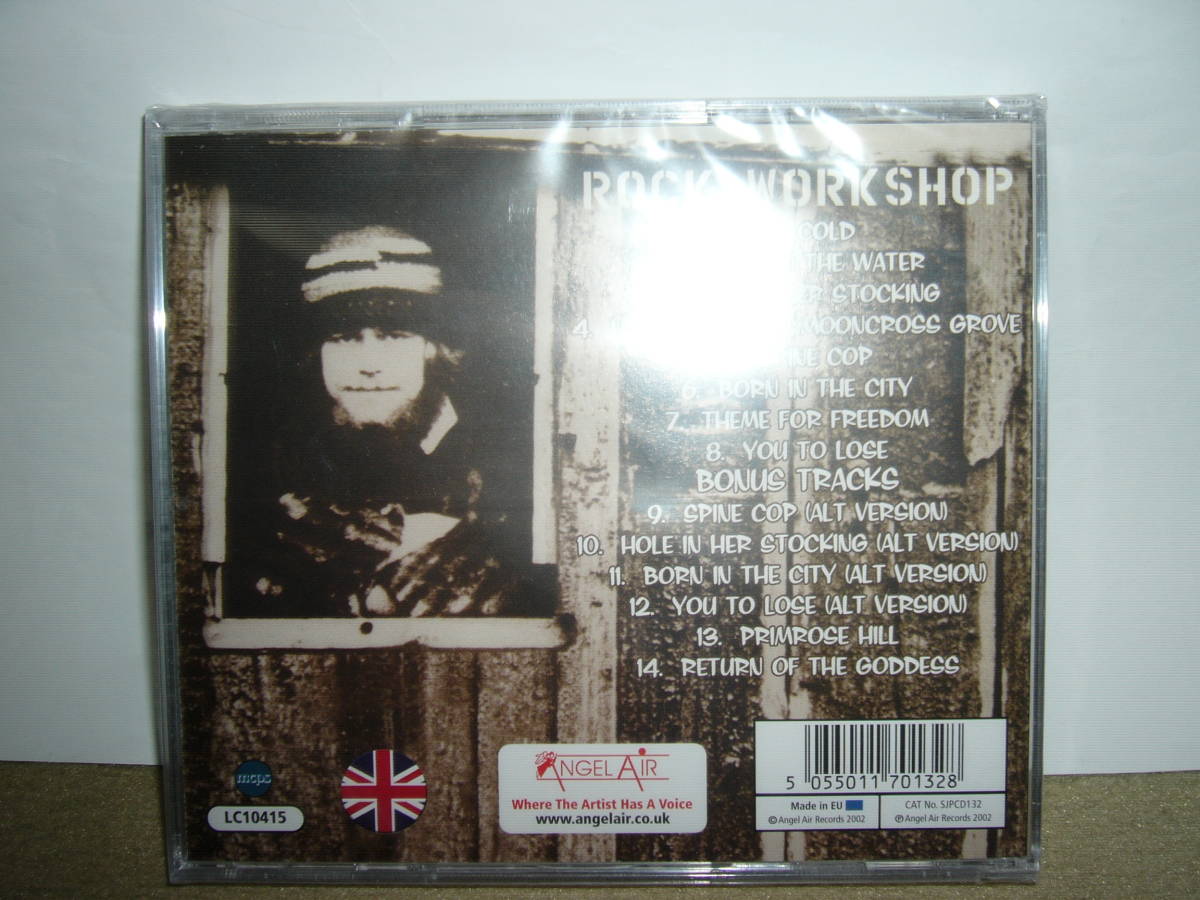 ROCK WORKSHOP
COLD
THE WATER
STOCKING
4. MOONCROSS GROVE
COP
6. BORN IN THE CITY
7. THEME FOR FREEDOM
8. YOU TO LOSE
BONUS TRACKS
9. SPINE COP (ALT VERSION)
10. HOLE IN HER STOCKING (ALT VERSION)
11. BORN IN THE CITY (ALT VERSION)
12. YOU TO LOSE (ALT VERSION)
13. PRIMROSE HILL
14. RETURN OF THE GODDESS
mcps
LC10415
ANGEL AIR
Where The Artist Has A Voice
www.angelair.co.uk
5 055011 701328
Made in EU
© Angel Air Records 2002
CAT No. SJPCD132
℗ Angel Air Records 2002